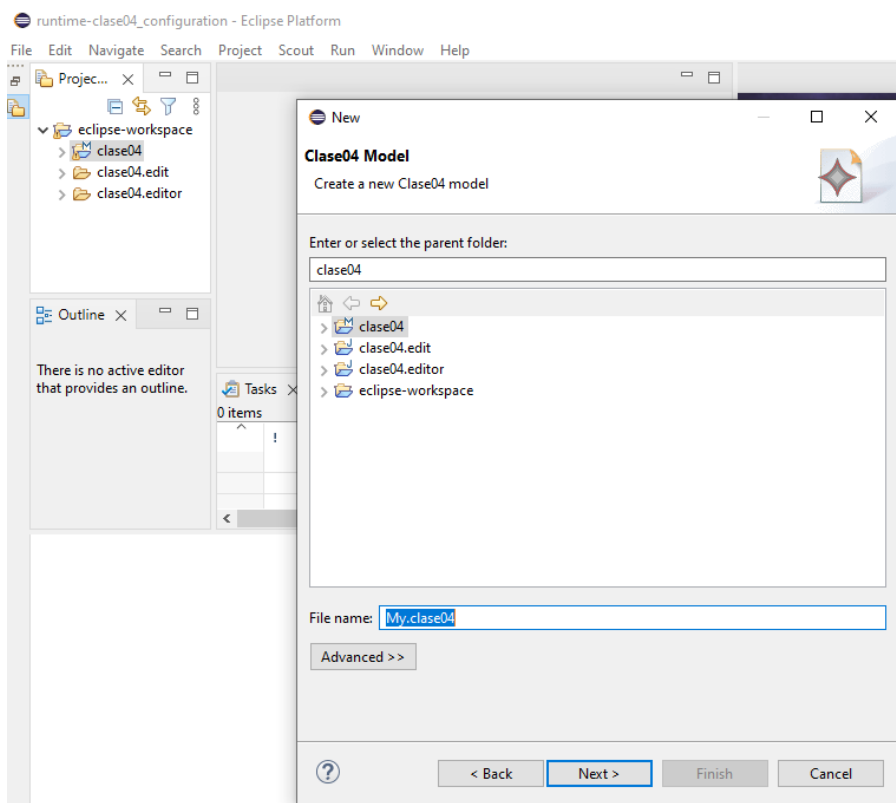 runtime-clase04_configuration - Eclipse Platform
File Edit Navigate Search Project Scout Run Window Help
Projec...
eclipse-workspace
clase04
clase04.edit
clase04.editor
Outline
There is no active editor
that provides an outline.
Tasks
0 items
!
New
Clase04 Model
Create a new Clase04 model
Enter or select the parent folder:
clase04
clase04
clase04.edit
clase04.editor
eclipse-workspace
File name: My.clase04
Advanced >>
? < Back Next > Finish Cancel